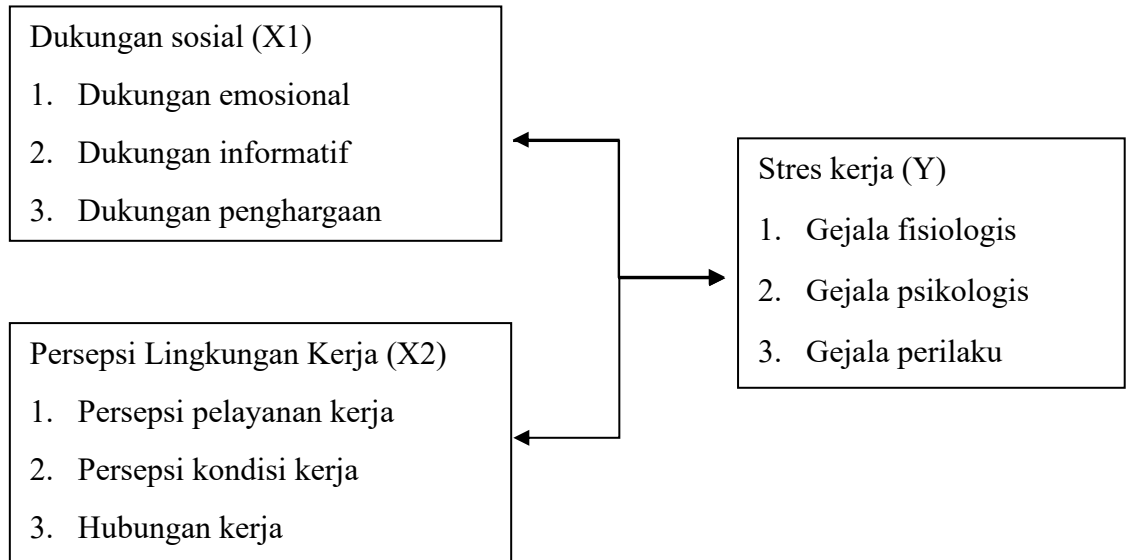 Dukungan sosial (X1)
1. Dukungan emosional
2. Dukungan informatif
3. Dukungan penghargaan
Stres kerja (Y)
1. Gejala fisiologis
2. Gejala psikologis
3. Gejala perilaku
Persepsi Lingkungan Kerja (X2)
1. Persepsi pelayanan kerja
2. Persepsi kondisi kerja
3. Hubungan kerja